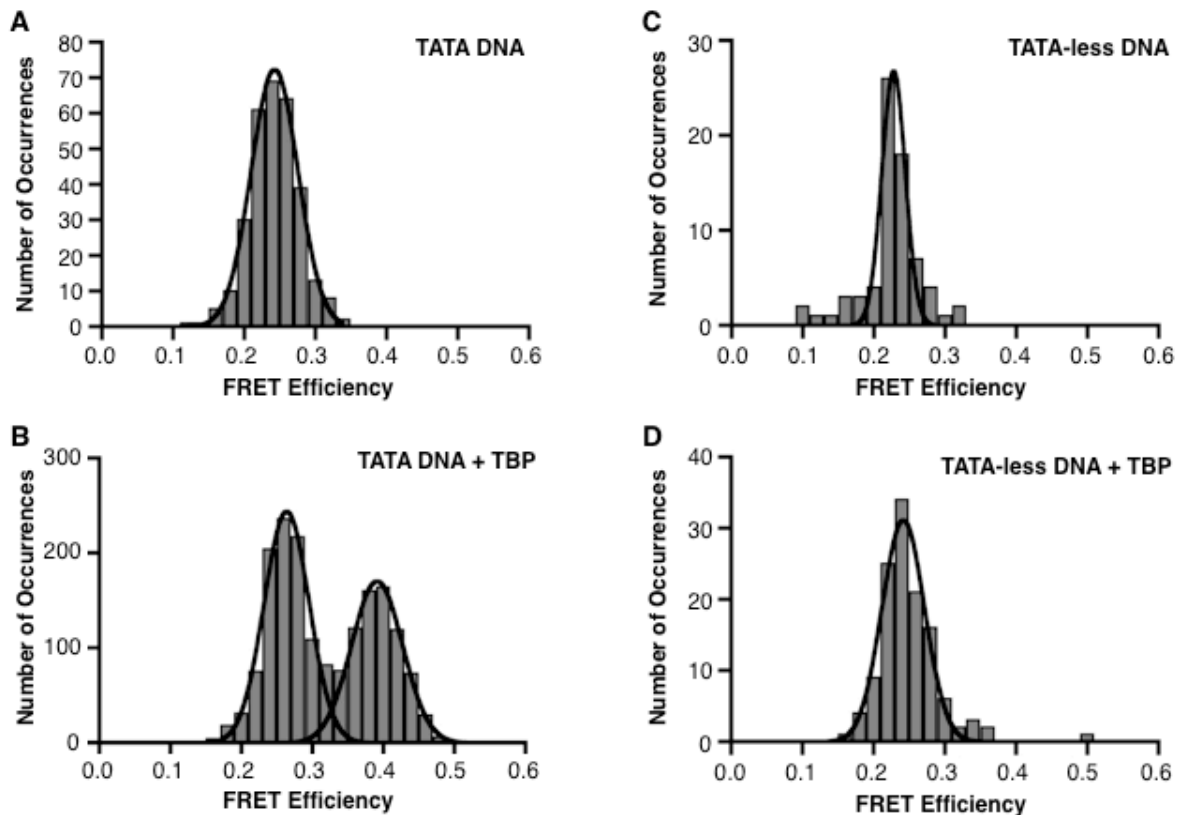 A
TATA DNA
Number of Occurrences
80
70
60
50
40
30
20
10
0
0.0 0.1 0.2 0.3 0.4 0.5 0.6
FRET Efficiency
C
TATA-less DNA
Number of Occurrences
30
20
10
0
0.0 0.1 0.2 0.3 0.4 0.5 0.6
FRET Efficiency
B
TATA DNA + TBP
Number of Occurrences
300
200
100
0
0.0 0.1 0.2 0.3 0.4 0.5 0.6
FRET Efficiency
D
TATA-less DNA + TBP
Number of Occurrences
40
30
20
10
0
0.0 0.1 0.2 0.3 0.4 0.5 0.6
FRET Efficiency